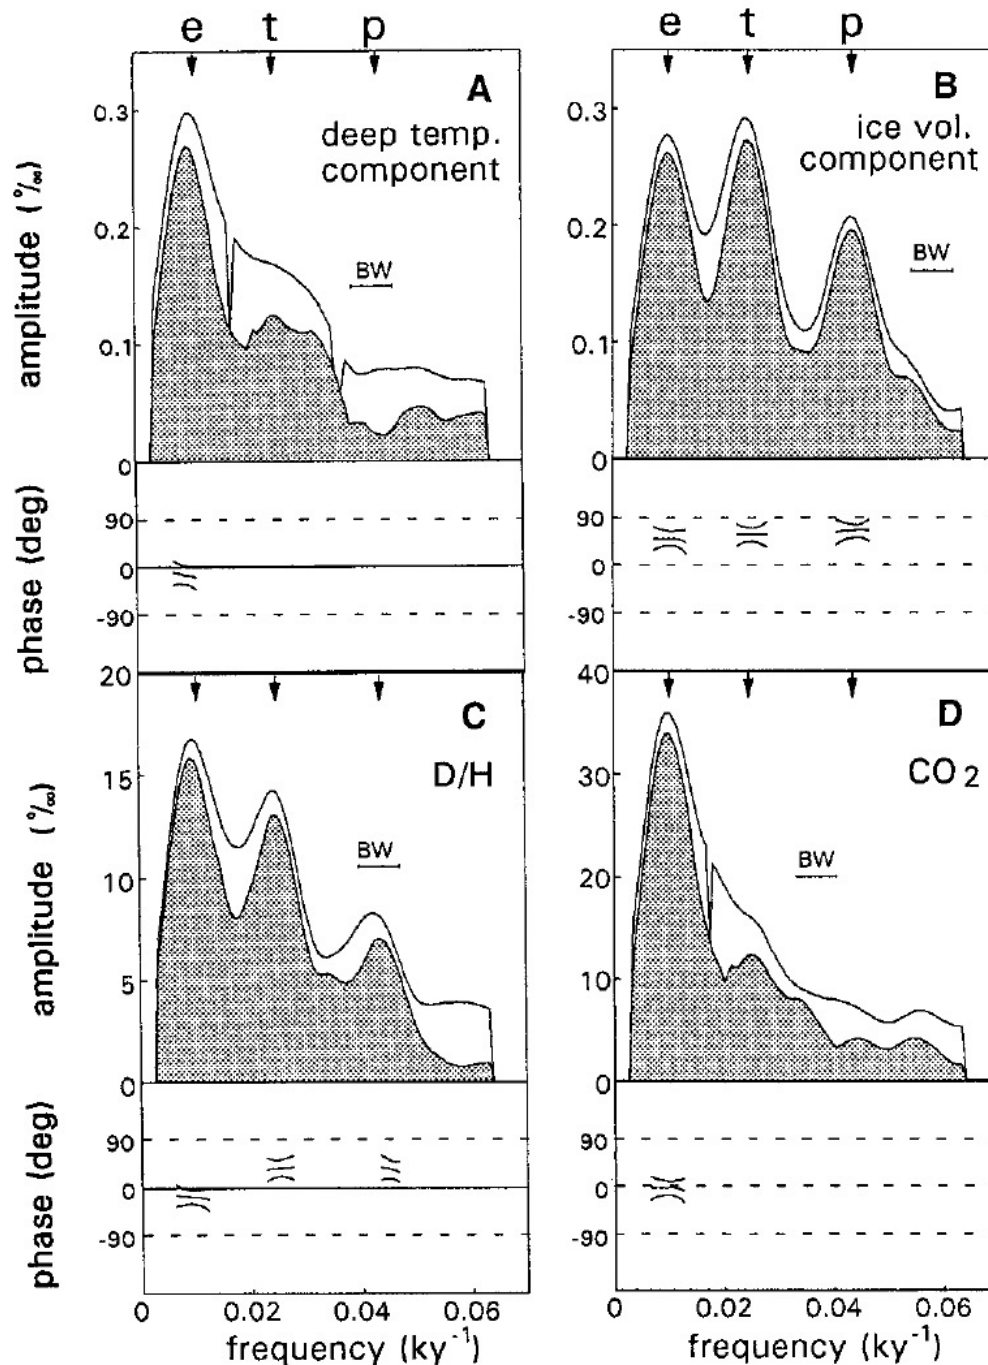 e t p e t p
A
deep temp.
component
BW
0.3
0.2
0.1
0
amplitude (‰)
90
0
-90
phase (deg)
B
ice vol.
component
BW
0.3
0.2
0.1
0
90
0
-90
C
D/H
BW
20
15
10
5
0
amplitude (‰)
90
0
-90
phase (deg)
0 0.02 0.04 0.06
frequency (ky⁻¹)
D
CO₂
BW
40
30
20
10
0
90
0
-90
0 0.02 0.04 0.06
frequency (ky⁻¹)